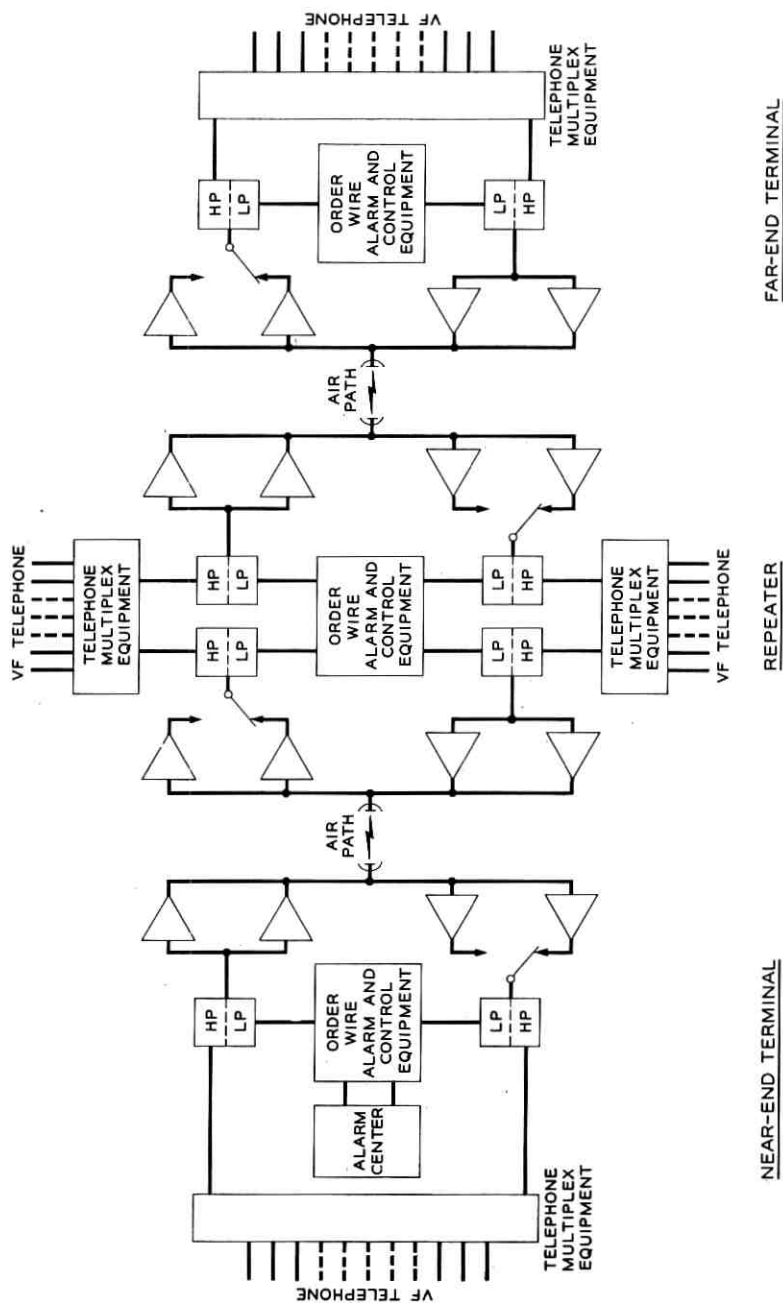 VF TELEPHONE
TELEPHONE
MULTIPLEX
EQUIPMENT
ALARM
CENTER
HP
LP
ORDER
WIRE
ALARM AND
CONTROL
EQUIPMENT
LP
HP
AIR
PATH
NEAR-END TERMINAL
VF TELEPHONE
TELEPHONE
MULTIPLEX
EQUIPMENT
HP
LP
HP
LP
ORDER
WIRE
ALARM AND
CONTROL
EQUIPMENT
LP
HP
LP
HP
TELEPHONE
MULTIPLEX
EQUIPMENT
VF TELEPHONE
REPEATER
AIR
PATH
HP
LP
ORDER
WIRE
ALARM AND
CONTROL
EQUIPMENT
LP
HP
TELEPHONE
MULTIPLEX
EQUIPMENT
VF TELEPHONE
FAR-END TERMINAL